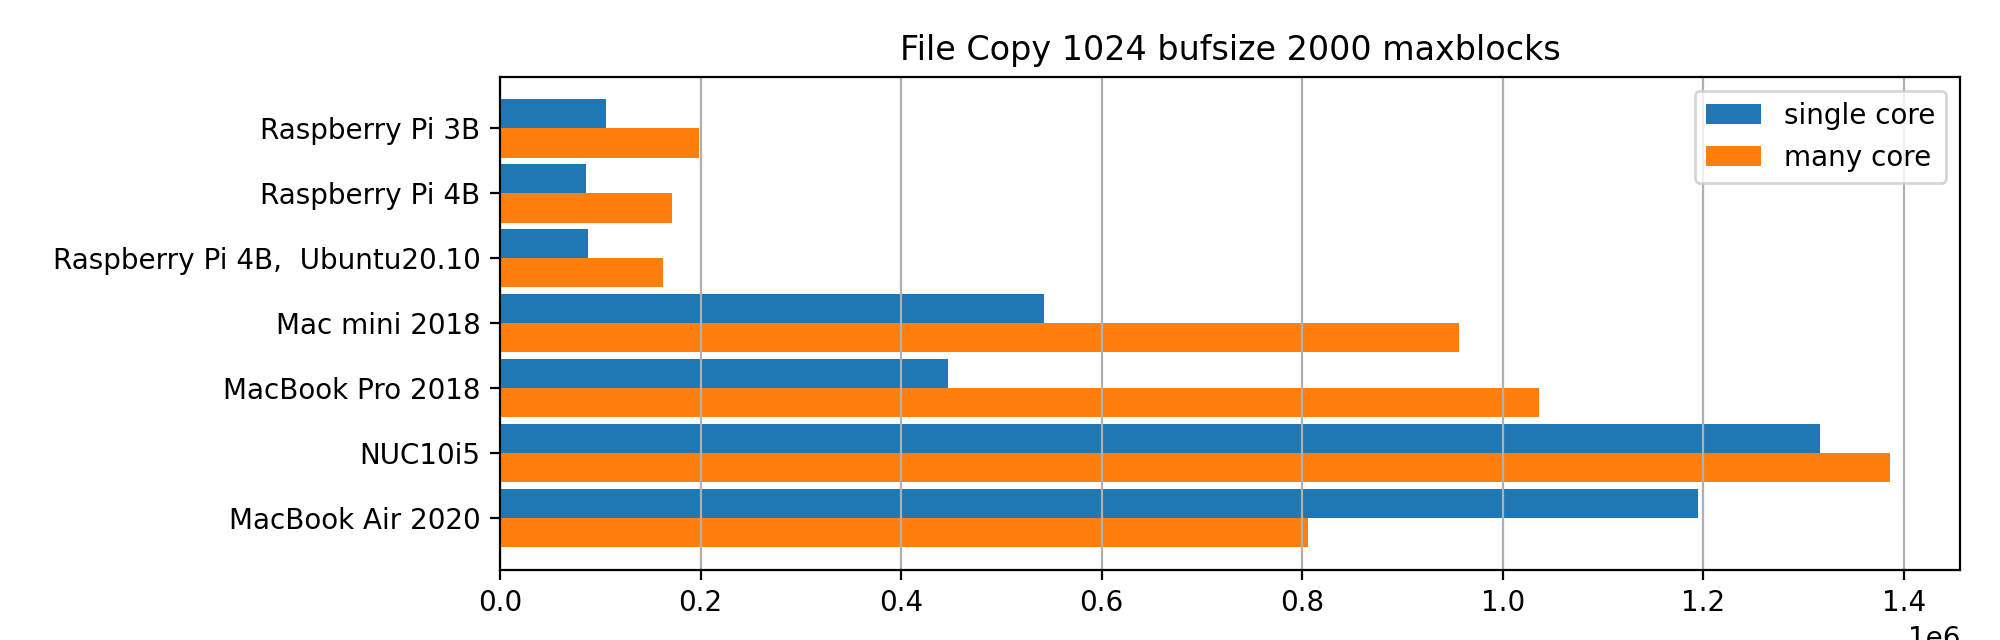 File Copy 1024 bufsize 2000 maxblocks
single core
many core
Raspberry Pi 3B
Raspberry Pi 4B
Raspberry Pi 4B,  Ubuntu20.10
Mac mini 2018
MacBook Pro 2018
NUC10i5
MacBook Air 2020
0.0 0.2 0.4 0.6 0.8 1.0 1.2 1.4
1e6